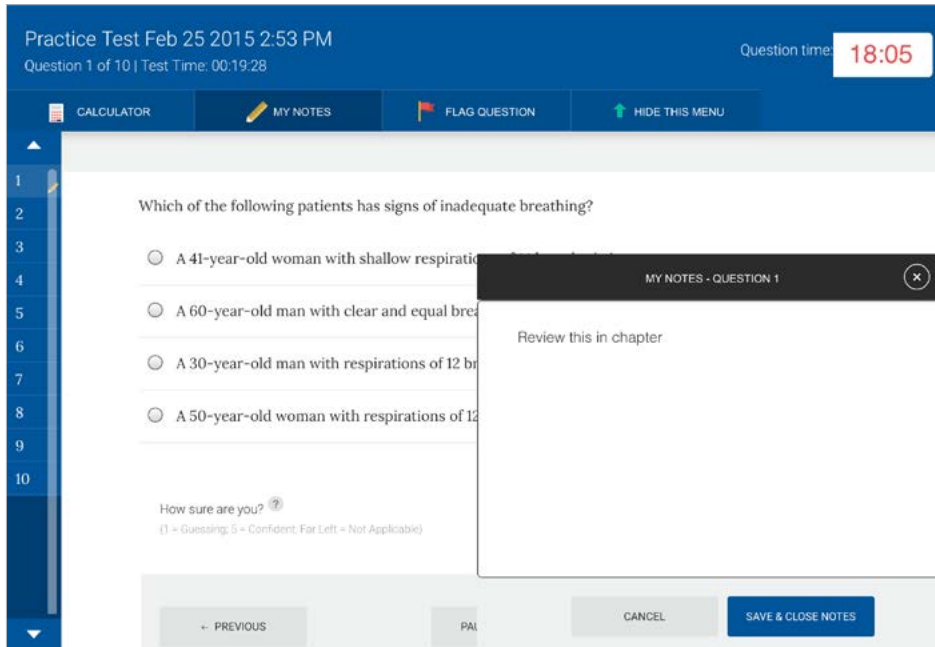 Practice Test Feb 25 2015 2:53 PM
Question 1 of 10 | Test Time: 00:19:28
Question time: 18:05
CALCULATOR
MY NOTES
FLAG QUESTION
HIDE THIS MENU
1
2
3
4
5
6
7
8
9
10
Which of the following patients has signs of inadequate breathing?
A 41-year-old woman with shallow
A 60-year-old man with clear and equal
A 30-year-old man with respirations of 12
A 50-year-old woman with respirations of
MY NOTES - QUESTION 1
Review this in chapter
How sure are you? ?
(1 = Guessing; 5 = Confident; Far Left = Not Applicable)
← PREVIOUS
CANCEL
SAVE & CLOSE NOTES